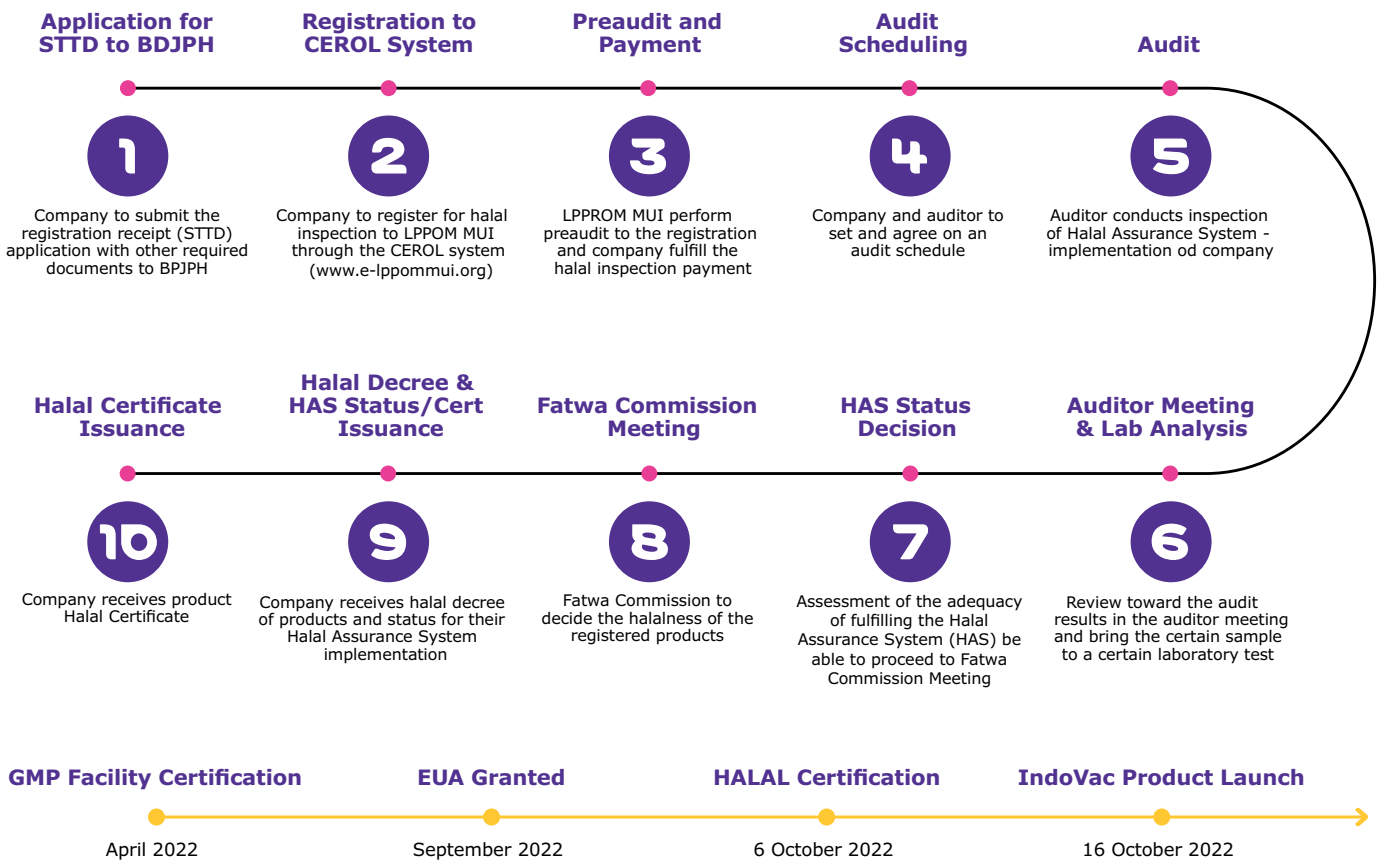 Application for
STTD to BDJPH
Registration to
CEROL System
Preaudit and
Payment
Audit
Scheduling
Audit
1
2
3
4
5
Company to submit the
registration receipt (STTD)
application with other required
documents to BPJPH
Company to register for halal
inspection to LPPOM MUI
through the CEROL system
(www.e-lppommui.org)
LPPROM MUI perform
preaudit to the registration
and company fulfill the
halal inspection payment
Company and auditor to
set and agree on an
audit schedule
Auditor conducts inspection
of Halal Assurance System -
implementation od company
Halal Certificate
Issuance
Halal Decree &
HAS Status/Cert
Issuance
Fatwa Commission
Meeting
HAS Status
Decision
Auditor Meeting
& Lab Analysis
10
9
8
7
6
Company receives product
Halal Certificate
Company receives halal decree
of products and status for their
Halal Assurance System
implementation
Fatwa Commission to
decide the halalness of the
registered products
Assessment of the adequacy
of fulfilling the Halal
Assurance System (HAS) be
able to proceed to Fatwa
Commission Meeting
Review toward the audit
results in the auditor meeting
and bring the certain sample
to a certain laboratory test
GMP Facility Certification
EUA Granted
HALAL Certification
IndoVac Product Launch
April 2022
September 2022
6 October 2022
16 October 2022